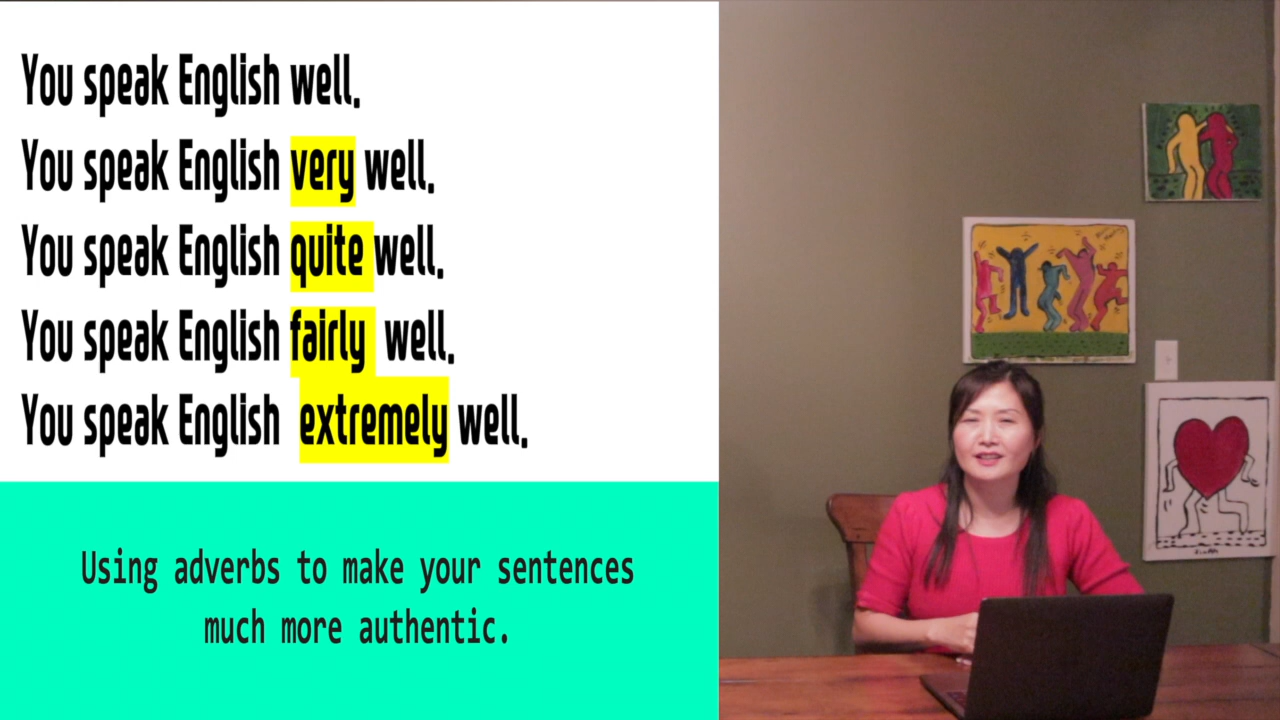 You speak English well.
You speak English very well.
You speak English quite well.
You speak English fairly well.
You speak English extremely well.
Using adverbs to make your sentences
much more authentic.